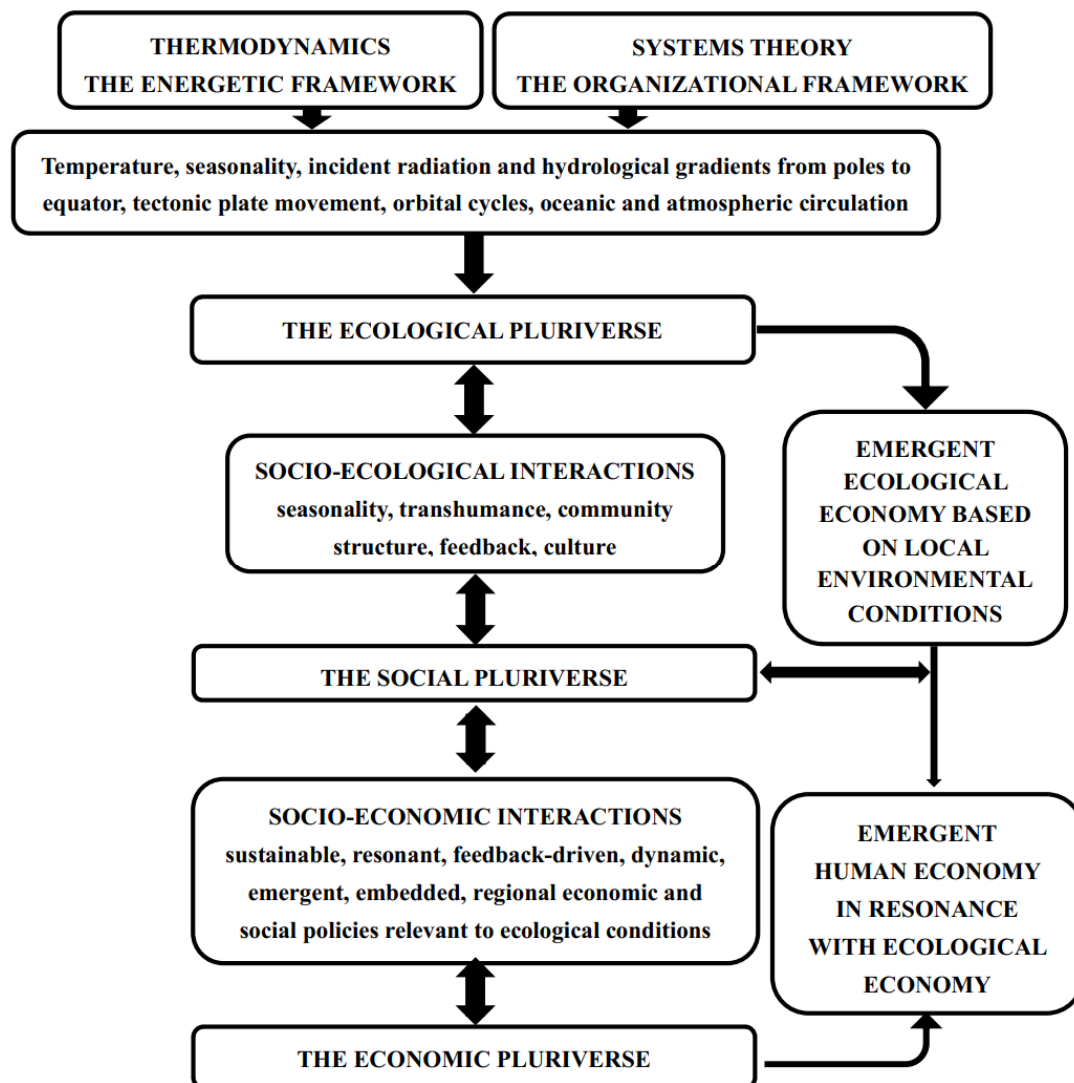 THERMODYNAMICS
THE ENERGETIC FRAMEWORK
SYSTEMS THEORY
THE ORGANIZATIONAL FRAMEWORK
Temperature, seasonality, incident radiation and hydrological gradients from poles to
equator, tectonic plate movement, orbital cycles, oceanic and atmospheric circulation
THE ECOLOGICAL PLURIVERSE
SOCIO-ECOLOGICAL INTERACTIONS
seasonality, transhumance, community
structure, feedback, culture
EMERGENT
ECOLOGICAL
ECONOMY BASED
ON LOCAL
ENVIRONMENTAL
CONDITIONS
THE SOCIAL PLURIVERSE
SOCIO-ECONOMIC INTERACTIONS
sustainable, resonant, feedback-driven, dynamic,
emergent, embedded, regional economic and
social policies relevant to ecological conditions
EMERGENT
HUMAN ECONOMY
IN RESONANCE
WITH ECOLOGICAL
ECONOMY
THE ECONOMIC PLURIVERSE